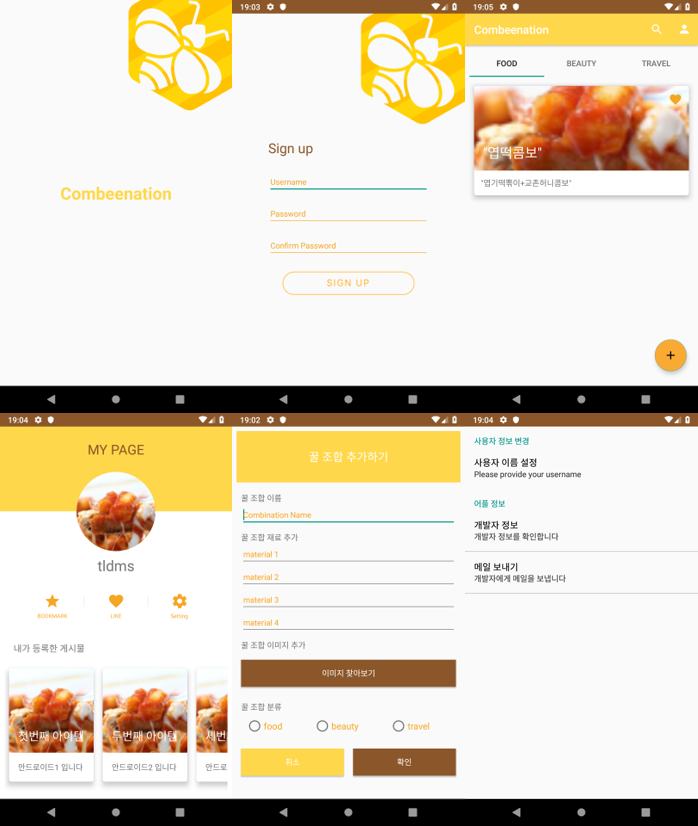 Combeenation
19:03
Sign up
Username
Password
Confirm Password
SIGN UP
19:05
Combeenation
FOOD BEAUTY TRAVEL
"엽떡콤보"
"엽기떡볶이+교촌허니콤보"
+
19:04
MY PAGE
tldms
BOOKMARK LIKE Setting
내가 등록한 게시물
첫번째 아이템 두번째 아이템 세번
안드로이드1 입니다 안드로이드2 입니다 안드로
19:02
꿀 조합 추가하기
꿀 조합 이름
Combination Name
꿀 조합 재료 추가
material 1
material 2
material 3
material 4
꿀 조합 이미지 추가
이미지 찾아보기
꿀 조합 분류
food beauty travel
취소 확인
19:04
사용자 정보 변경
사용자 이름 설정
Please provide your username
어플 정보
개발자 정보
개발자 정보를 확인합니다
메일 보내기
개발자에게 메일을 보냅니다